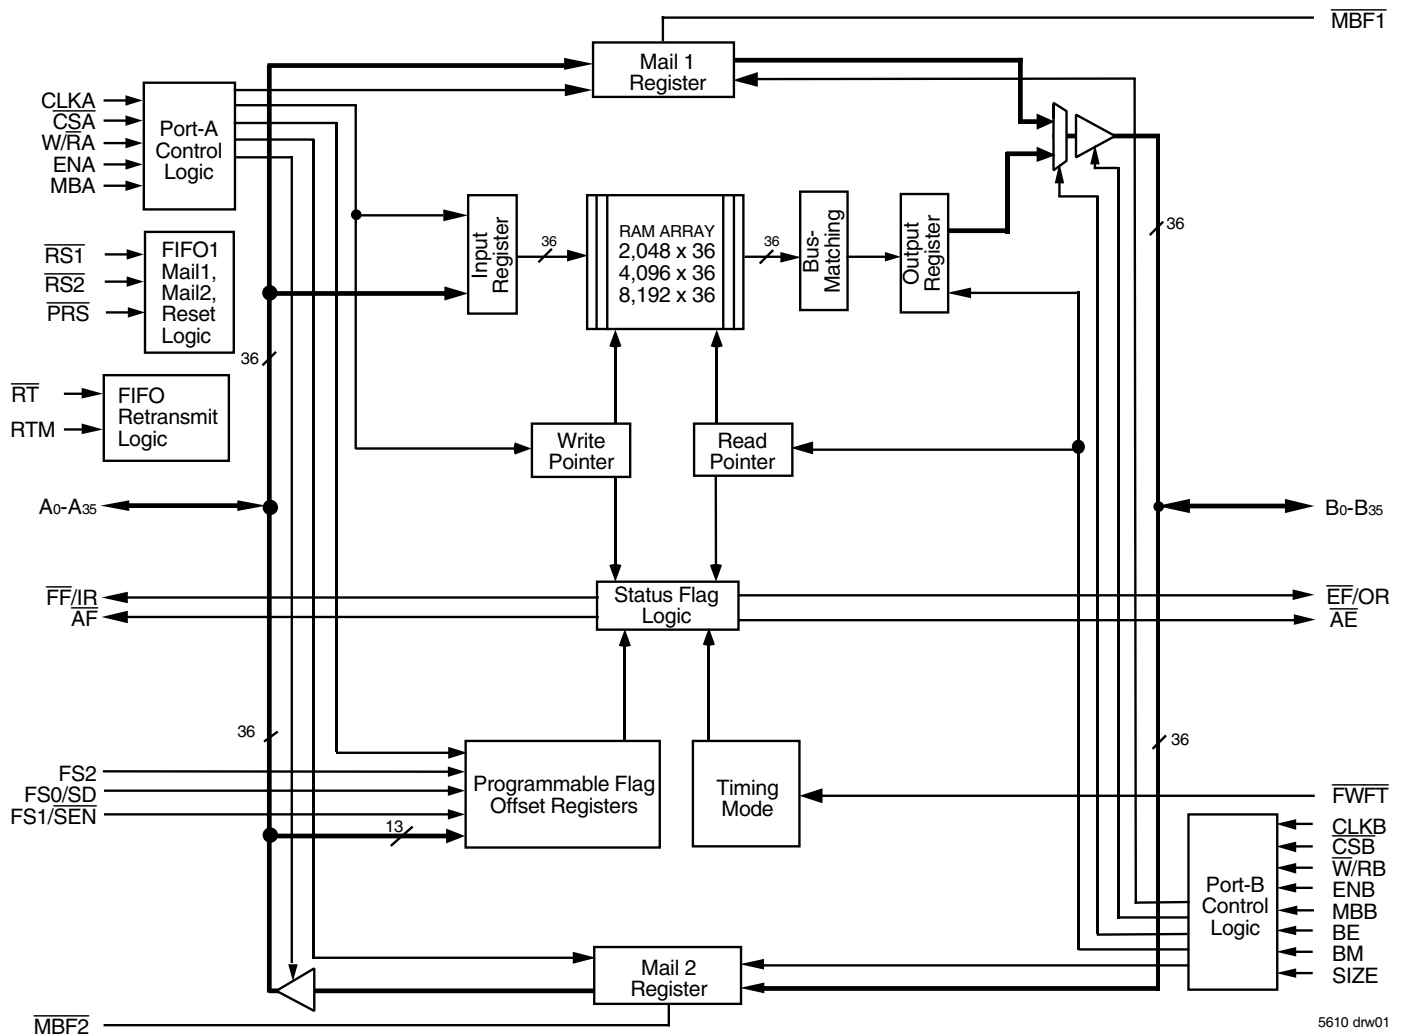 MBF1
Mail 1
Register
CLKA
CSA
W/RA
ENA
MBA
Port-A
Control
Logic
RS1
RS2
PRS
FIFO1
Mail1,
Mail2,
Reset
Logic
36
RT
RTM
FIFO
Retransmit
Logic
Input
Register
36
RAM ARRAY
2,048 x 36
4,096 x 36
8,192 x 36
36
Bus-
Matching
Output
Register
36
Write
Pointer
Read
Pointer
A0-A35
B0-B35
FF/IR
AF
Status Flag
Logic
EF/OR
AE
36
36
FS2
FS0/SD
FS1/SEN
13
Programmable Flag
Offset Registers
Timing
Mode
FWFT
CLKB
CSB
W/RB
ENB
MBB
BE
BM
SIZE
Port-B
Control
Logic
Mail 2
Register
MBF2
5610 drw01